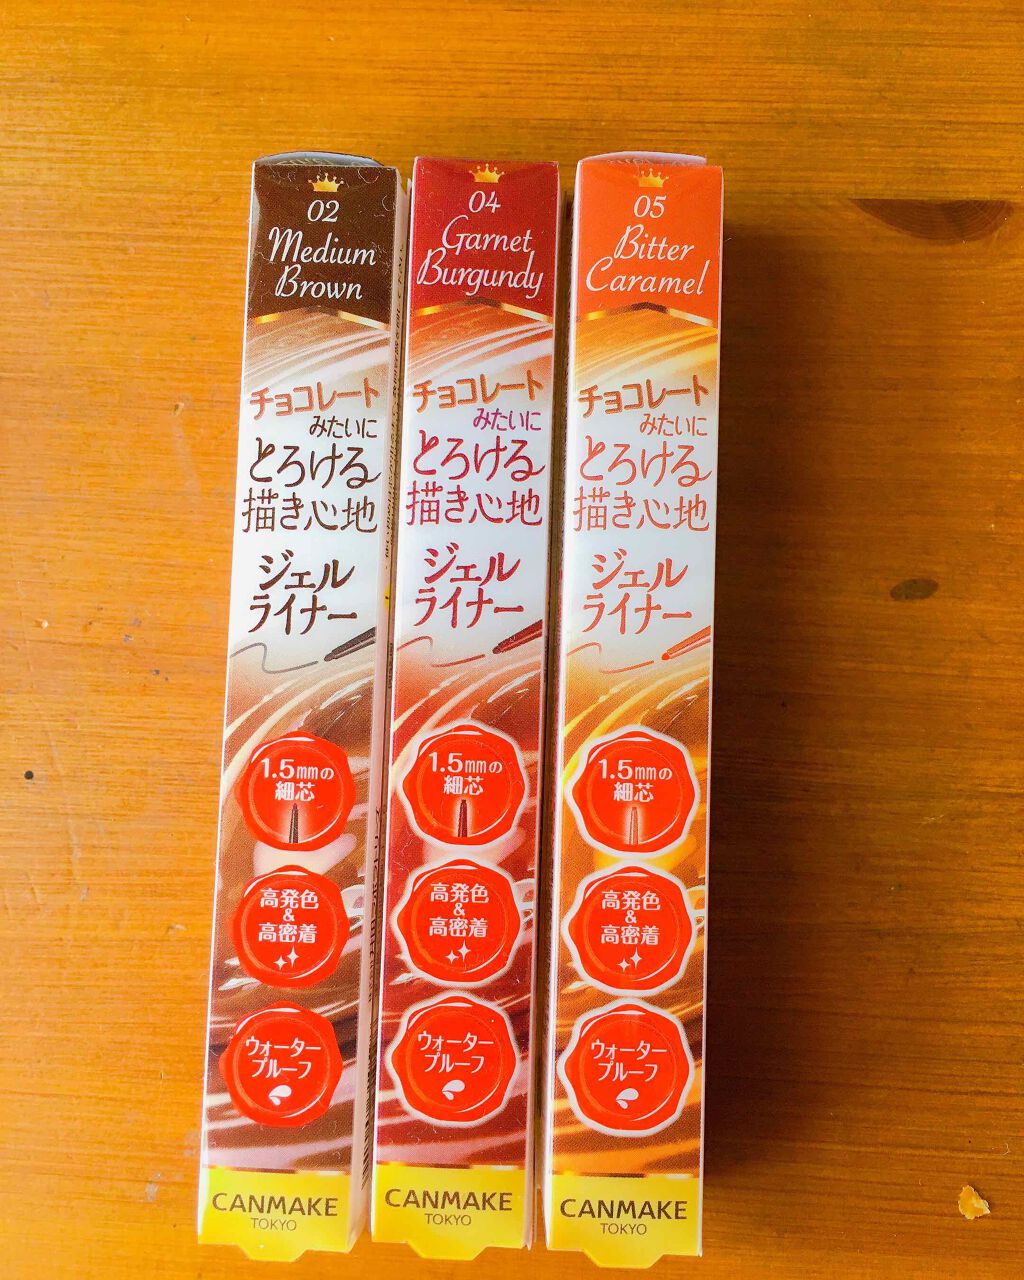 02
Medium
Brown
チョコレート
みたいに
とろける
描き心地
ジェル
ライナー
1.5mmの
細芯
高発色
&
高密着
ウォーター
プルーフ
CANMAKE
TOKYO
04
Garnet
Burgundy
チョコレート
みたいに
とろける
描き心地
ジェル
ライナー
1.5mmの
細芯
高発色
&
高密着
ウォーター
プルーフ
CANMAKE
TOKYO
05
Bitter
Caramel
チョコレート
みたいに
とろける
描き心地
ジェル
ライナー
1.5mmの
細芯
高発色
&
高密着
ウォーター
プルーフ
CANMAKE
TOKYO